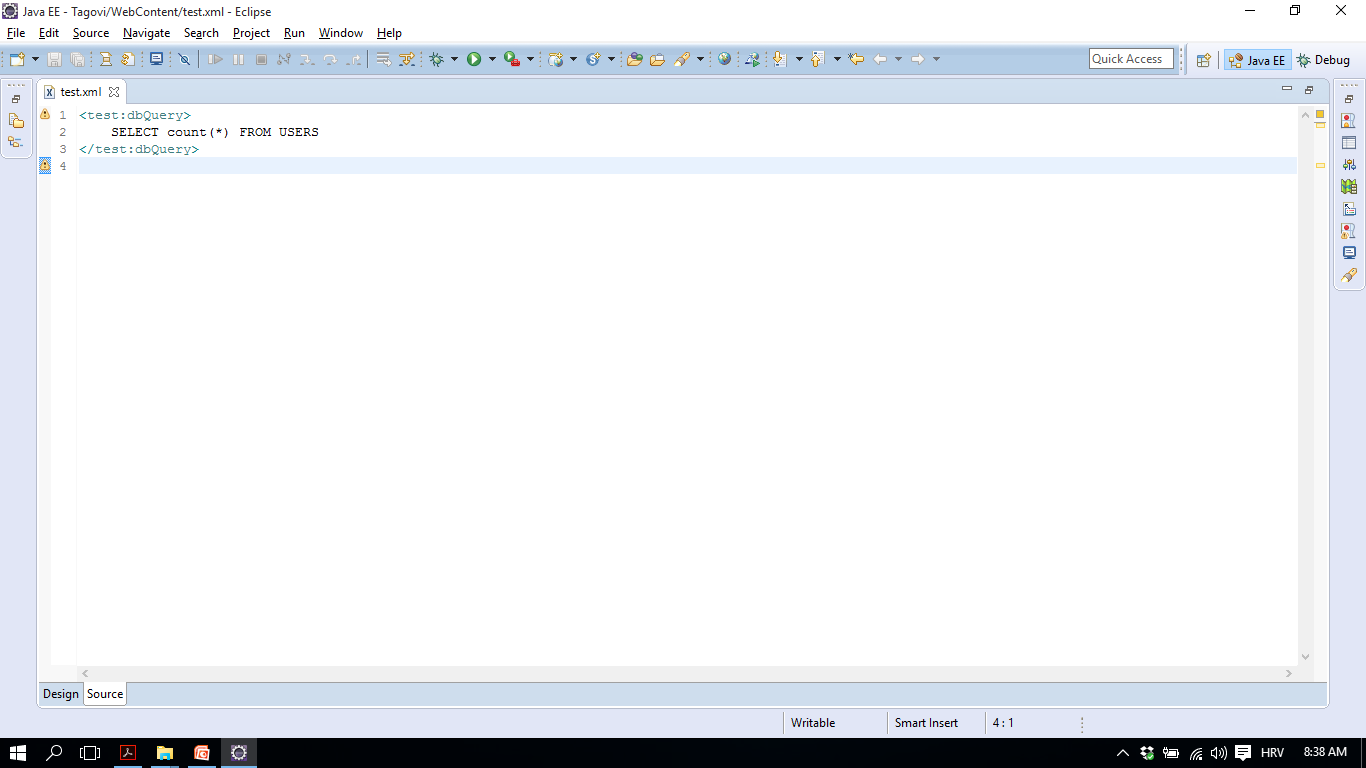 Java EE - Tagovi/WebContent/test.xml - Eclipse
File Edit Source Navigate Search Project Run Window Help
Quick Access Java EE Debug
test.xml
1 <test:dbQuery>
2 SELECT count(*) FROM USERS
3 </test:dbQuery>
4
Design Source
Writable Smart Insert 4 : 1
HRV 8:38 AM